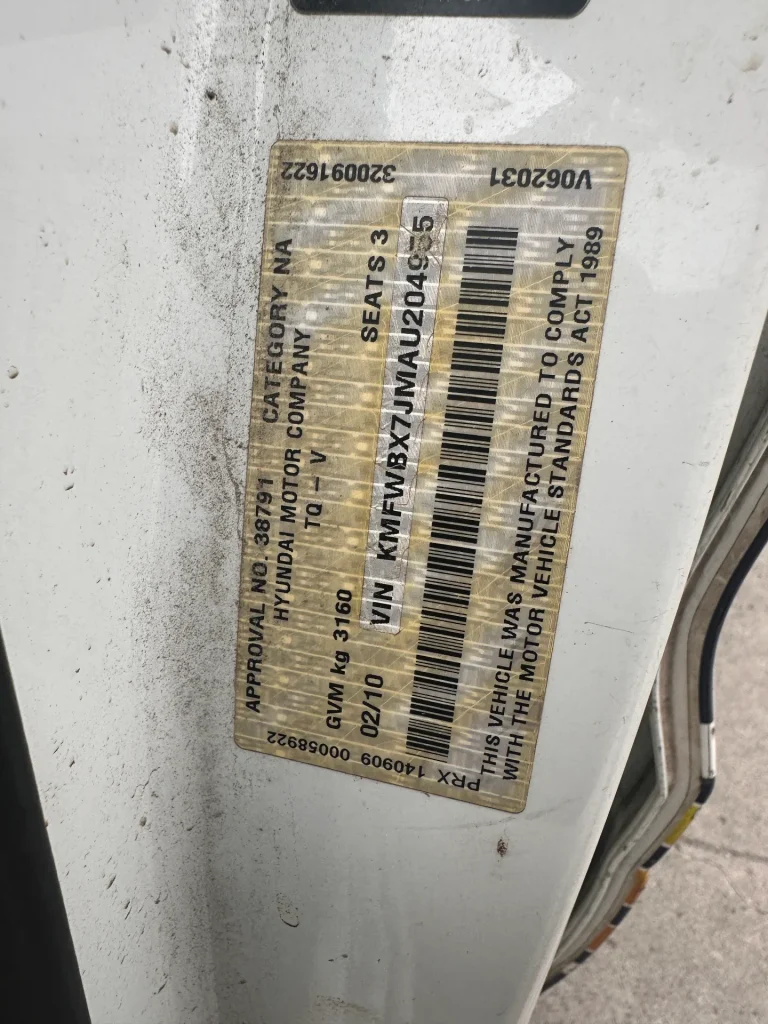 APPROVAL NO. 38791 CATEGORY NA
HYUNDAI MOTOR COMPANY
TQ – V
GVM kg 3160 SEATS 3
02/10 VIN
THIS VEHICLE WAS MANUFACTURED TO COMPLY
WITH THE MOTOR VEHICLE STANDARDS ACT 1989
PRX 140909 00058922
V062031 320091622